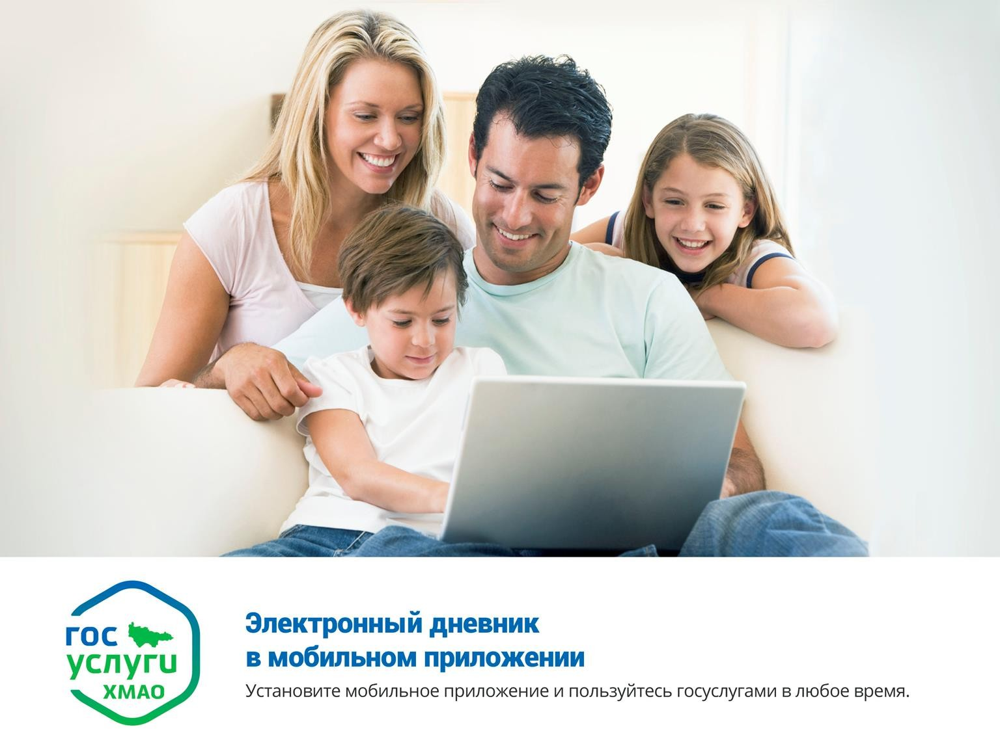 гос
услуги
ХМАО
Электронный дневник
в мобильном приложении
Установите мобильное приложение и пользуйтесь госуслугами в любое время.